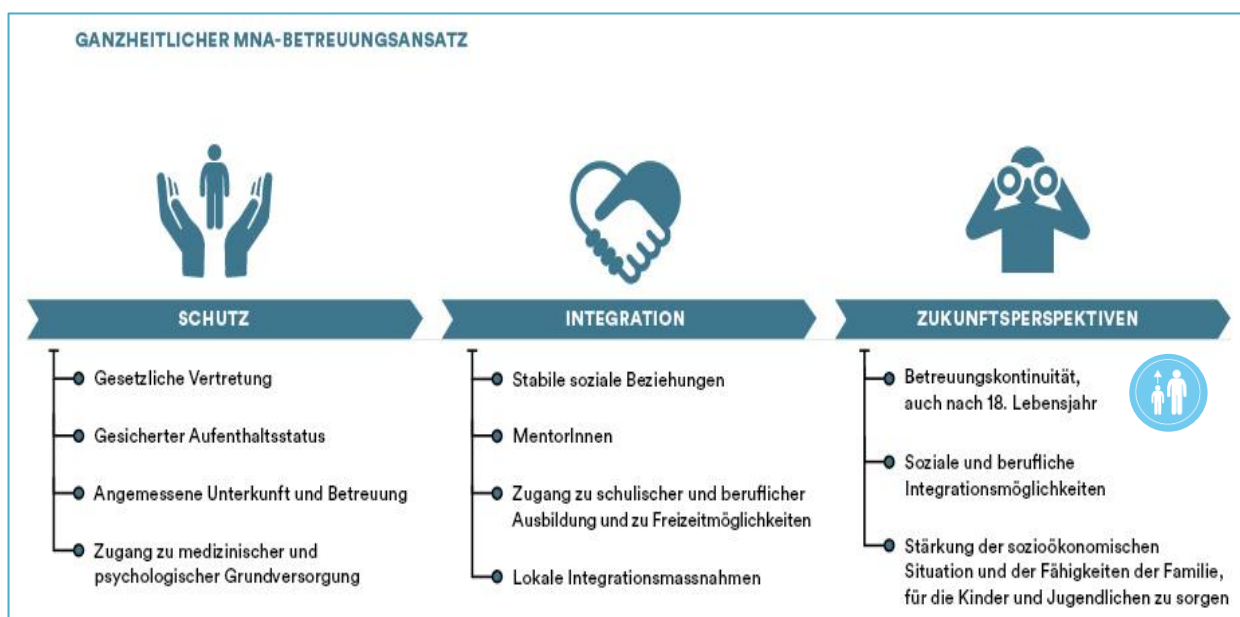 GANZHEITLICHER MNA-BETREUUNGSANSATZ
SCHUTZ
Gesetzliche Vertretung
Gesicherter Aufenthaltsstatus
Angemessene Unterkunft und Betreuung
Zugang zu medizinischer und
psychologischer Grundversorgung
INTEGRATION
Stabile soziale Beziehungen
MentorInnen
Zugang zu schulischer und beruflicher
Ausbildung und zu Freizeitmöglichkeiten
Lokale Integrationsmassnahmen
ZUKUNFTSPERSPEKTIVEN
Betreuungskontinuität,
auch nach 18. Lebensjahr
Soziale und berufliche
Integrationsmöglichkeiten
Stärkung der sozioökonomischen
Situation und der Fähigkeiten der Familie,
für die Kinder und Jugendlichen zu sorgen